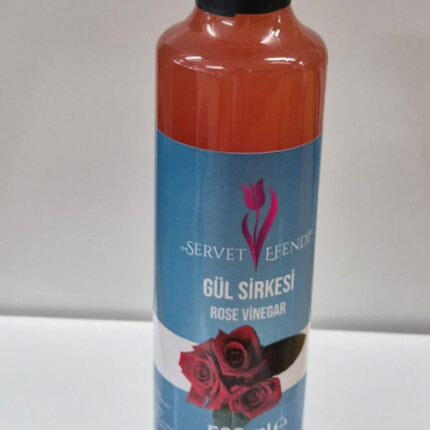 SERVET EFENDİ
GÜL SİRKESİ
ROSE VİNEGAR